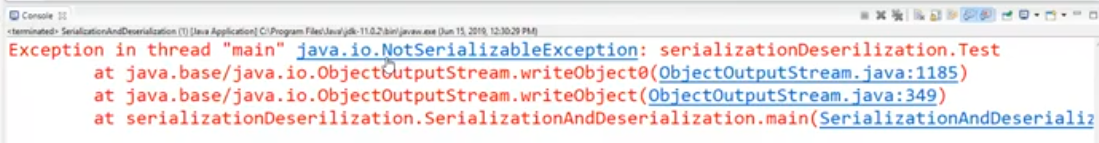 Console
<terminated> SerializationAndDeserialization (1) [Java Application] C:\Program Files\Java\jdk-11.0.2\bin\javaw.exe (Jun 15, 2019, 12:30:29 PM)
Exception in thread "main" java.io.NotSerializableException: serializationDeserilization.Test
at java.base/java.io.ObjectOutputStream.writeObject0(ObjectOutputStream.java:1185)
at java.base/java.io.ObjectOutputStream.writeObject(ObjectOutputStream.java:349)
at serializationDeserilization.SerializationAndDeserialization.main(SerializationAndDeserializ